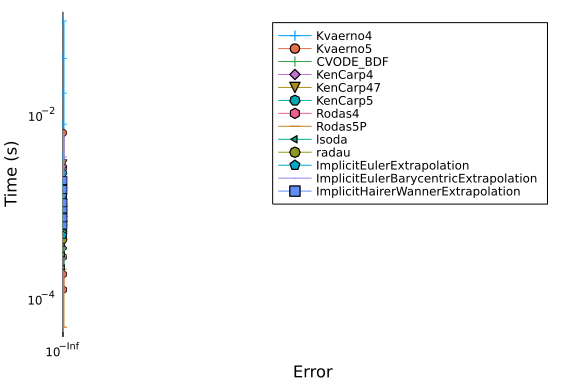 Kvaerno4
Kvaerno5
CVODE_BDF
KenCarp4
KenCarp47
KenCarp5
Rodas4
Rodas5P
lsoda
radau
ImplicitEulerExtrapolation
ImplicitEulerBarycentricExtrapolation
ImplicitHairerWannerExtrapolation
Time (s)
10^-2
10^-4
10^-Inf
Error